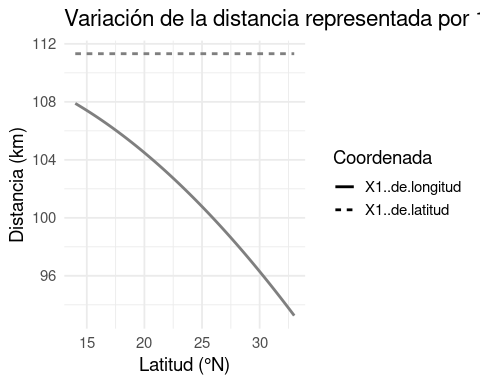 Variación de la distancia representada por
112
108
104
100
96
Distancia (km)
15 20 25 30
Latitud (°N)
Coordenada
X1..de.longitud
X1..de.latitud